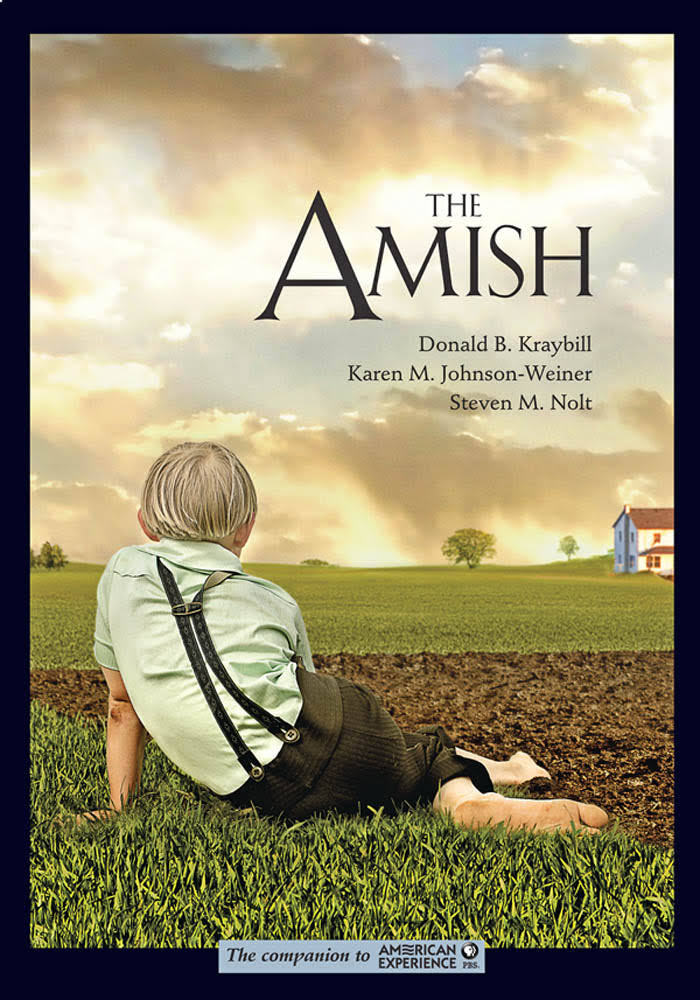 THE
AMISH
Donald B. Kraybill
Karen M. Johnson-Weiner
Steven M. Nolt
The companion to AMERICAN EXPERIENCE PBS.